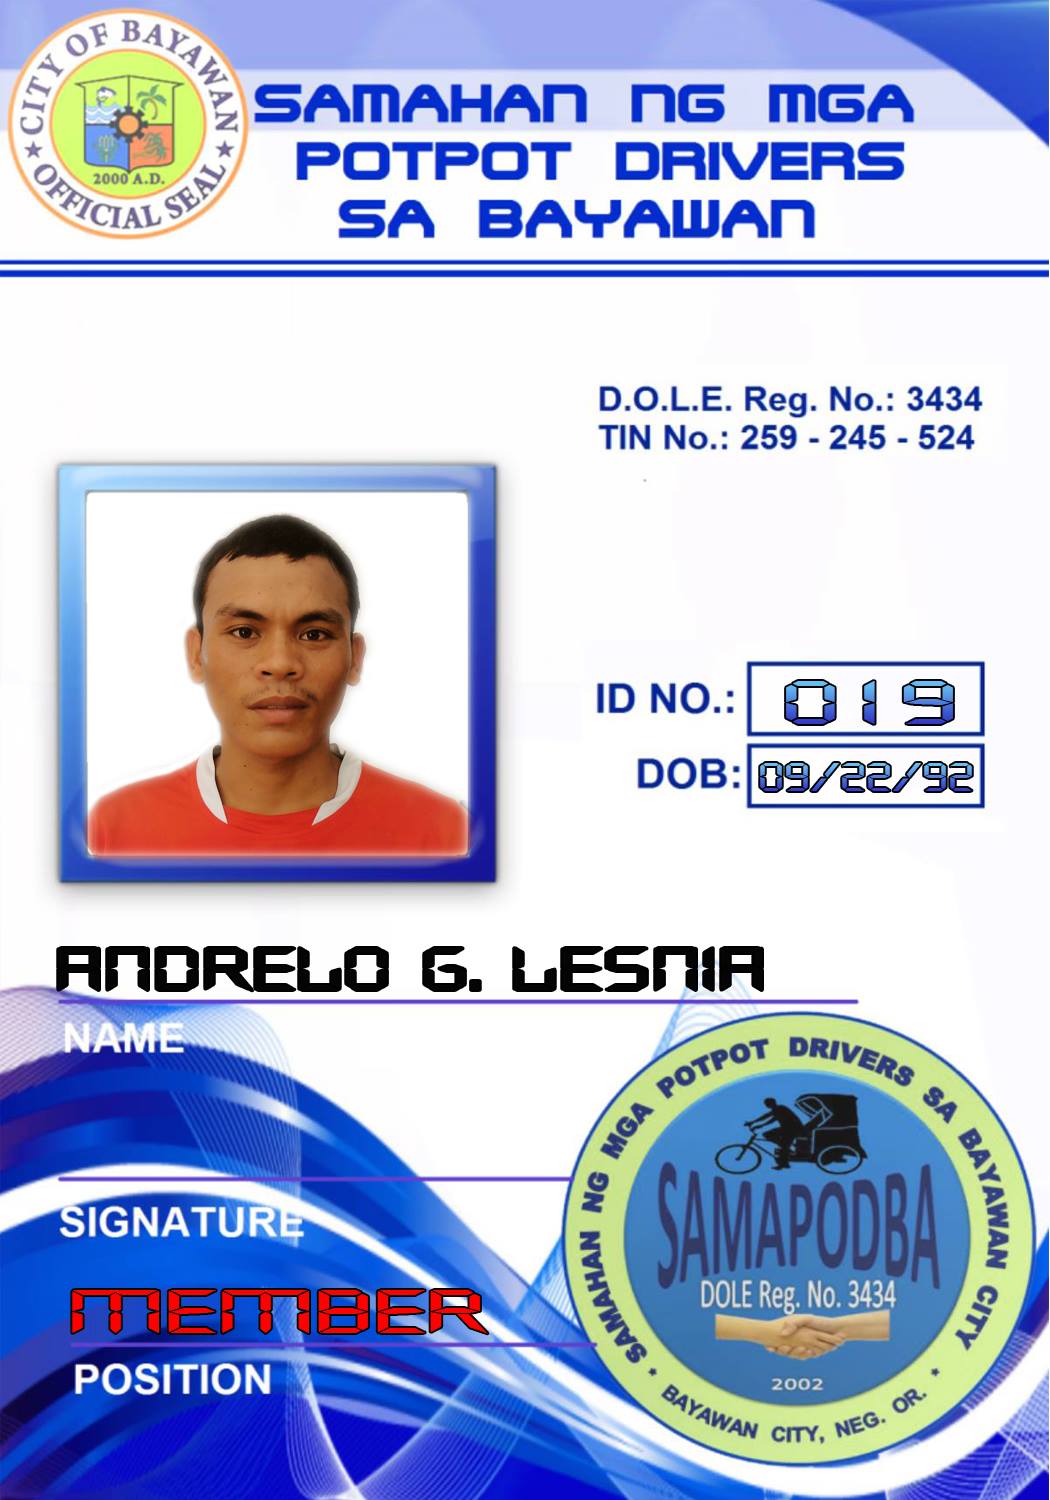 CITY OF BAYAWAN
2000 A.D.
★ OFFICIAL SEAL ★
SAMAHAN NG MGA
POTPOT DRIVERS
SA BAYAWAN
D.O.L.E. Reg. No.: 3434
TIN No.: 259 - 245 - 524
ID NO.: 019
DOB: 09/22/92
ANDRELO G. LESNIA
NAME
SIGNATURE
MEMBER
POSITION
SAMAHAN NG MGA POTPOT DRIVERS SA BAYAWAN CITY
SAMAPODBA
DOLE Reg. No. 3434
2002
• BAYAWAN CITY, NEG. OR. •